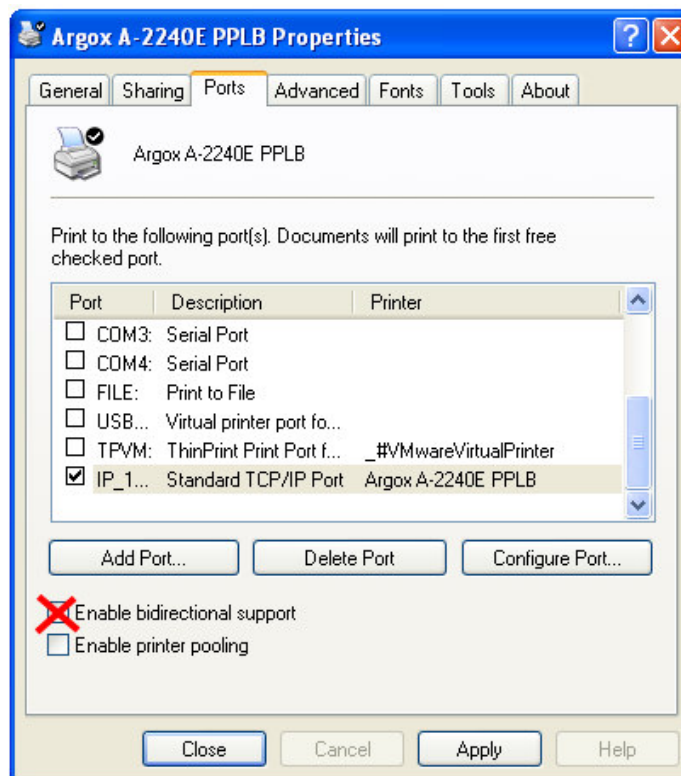 Argox A-2240E PPLB Properties
General Sharing Ports Advanced Fonts Tools About
Argox A-2240E PPLB
Print to the following port(s). Documents will print to the first free
checked port.
Port Description Printer
COM3: Serial Port
COM4: Serial Port
FILE: Print to File
USB... Virtual printer port fo...
TPVM: ThinPrint Print Port f... _#VMwareVirtualPrinter
IP_1... Standard TCP/IP Port Argox A-2240E PPLB
Add Port... Delete Port Configure Port...
Enable bidirectional support
Enable printer pooling
Close Cancel Apply Help